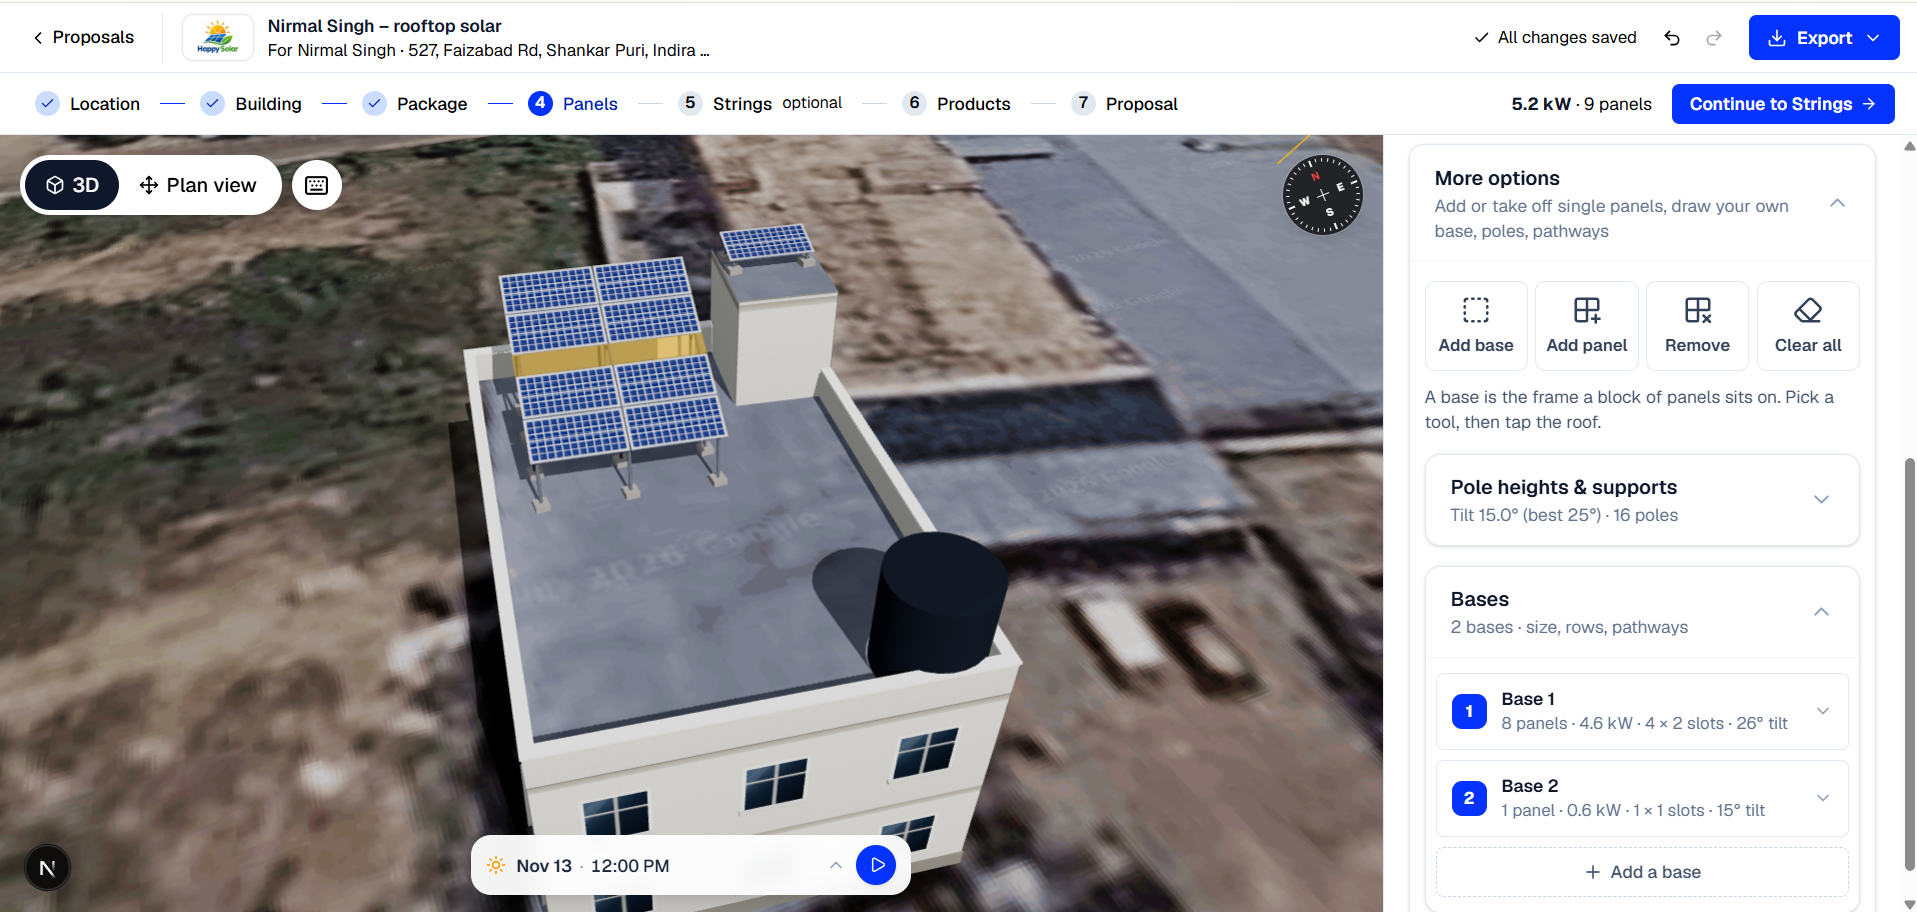 Proposals
Happy Solar
Nirmal Singh – rooftop solar
For Nirmal Singh · 527, Faizabad Rd, Shankar Puri, Indira ...
All changes saved
Export
Location
Building
Package
4 Panels
5 Strings optional
6 Products
7 Proposal
5.2 kW · 9 panels
Continue to Strings
3D
Plan view
N
E
W
S
2026 Google
More options
Add or take off single panels, draw your own
base, poles, pathways
Add base
Add panel
Remove
Clear all
A base is the frame a block of panels sits on. Pick a
tool, then tap the roof.
Pole heights & supports
Tilt 15.0° (best 25°) · 16 poles
Bases
2 bases · size, rows, pathways
1
Base 1
8 panels · 4.6 kW · 4 × 2 slots · 26° tilt
2
Base 2
1 panel · 0.6 kW · 1 × 1 slots · 15° tilt
+ Add a base
N
Nov 13 · 12:00 PM